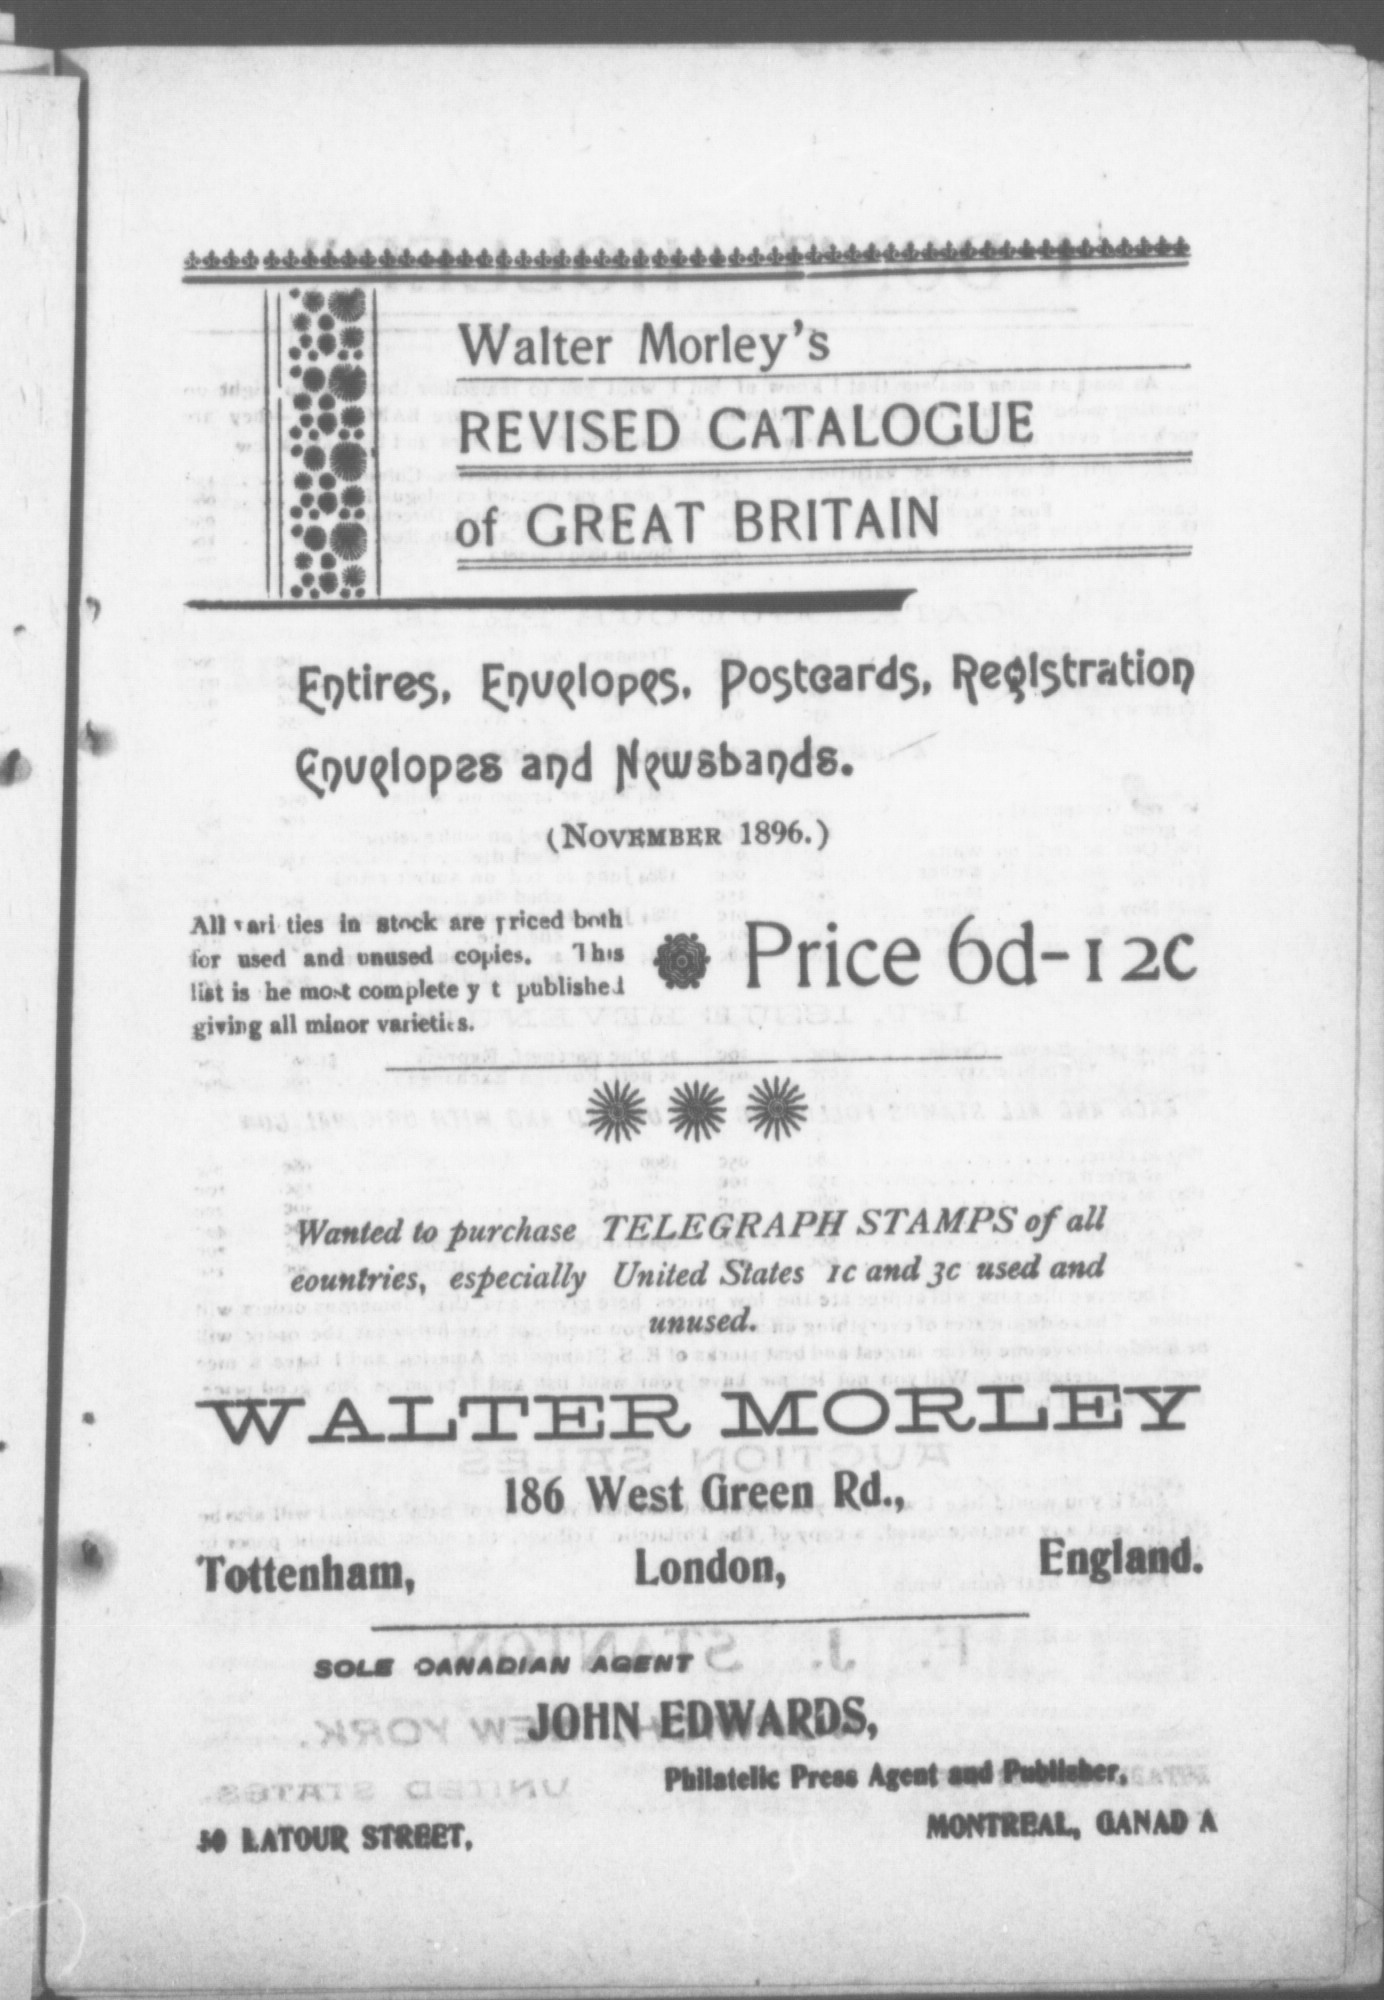 Walter Morley's
REVISED CATALOGUE
of GREAT BRITAIN
Entires, Envelopes, Postcards, Registration
Envelopes and Newsbands.
(NOVEMBER 1896.)
All vari ties in stock are priced both
for used and unused copies. This
list is he most complete y t published
giving all minor varieties.
Price 6d-12c
Wanted to purchase TELEGRAPH STAMPS of all
countries, especially United States 1c and 3c used and
unused.
WALTER MORLEY
186 West Green Rd.,
Tottenham, London, England.
SOLE CANADIAN AGENT
JOHN EDWARDS,
Philatelic Press Agent and Publisher,
LATOUR STREET, MONTREAL, CANAD A